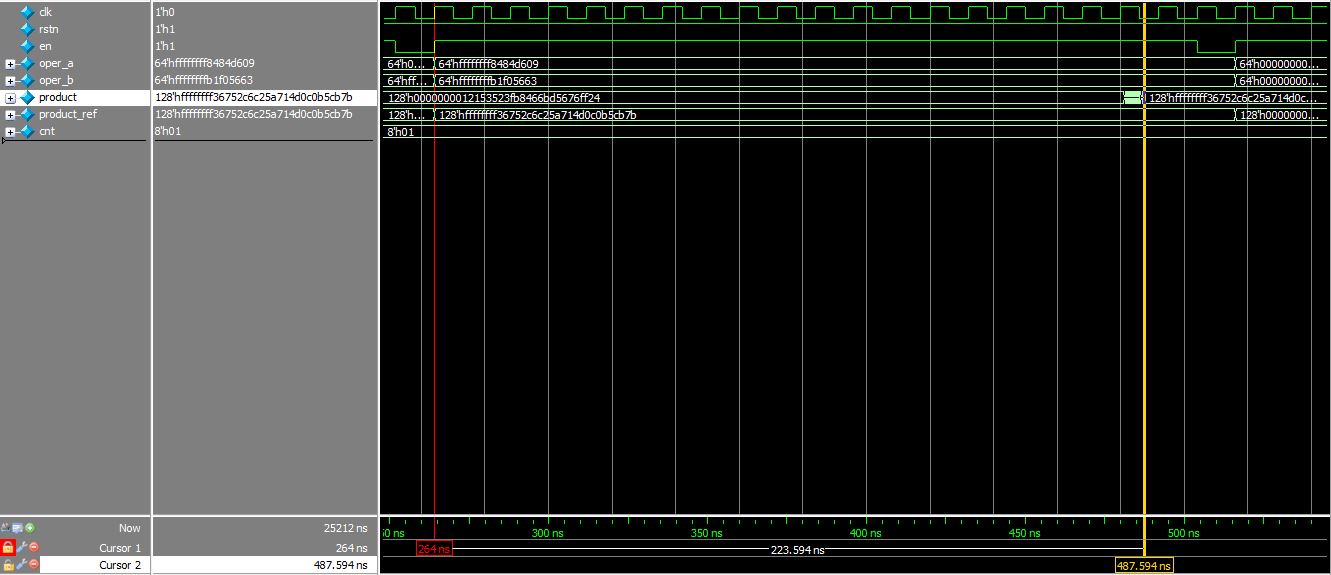 clk 1'h0
rstn 1'h1
en 1'h1
oper_a 64'hffffffff8484d609 64'h0... 64'hffffffff8484d609 64'h00000000...
oper_b 64'hffffffffb1f05663 64'hff... 64'hffffffffb1f05663 64'h00000000...
product 128'hffffffff36752c6c25a714d0c0b5cb7b 128'h0000000012153523fb8466bd5676ff24 128'hffffffff36752c6c25a714d0c...
product_ref 128'hffffffff36752c6c25a714d0c0b5cb7b 128'h... 128'hffffffff36752c6c25a714d0c0b5cb7b 128'h0000000...
cnt 8'h01 8'h01
Now 25212 ns 50 ns 300 ns 350 ns 400 ns 450 ns 500 ns
Cursor 1 264 ns 264 ns 223.594 ns
Cursor 2 487.594 ns 487.594 ns